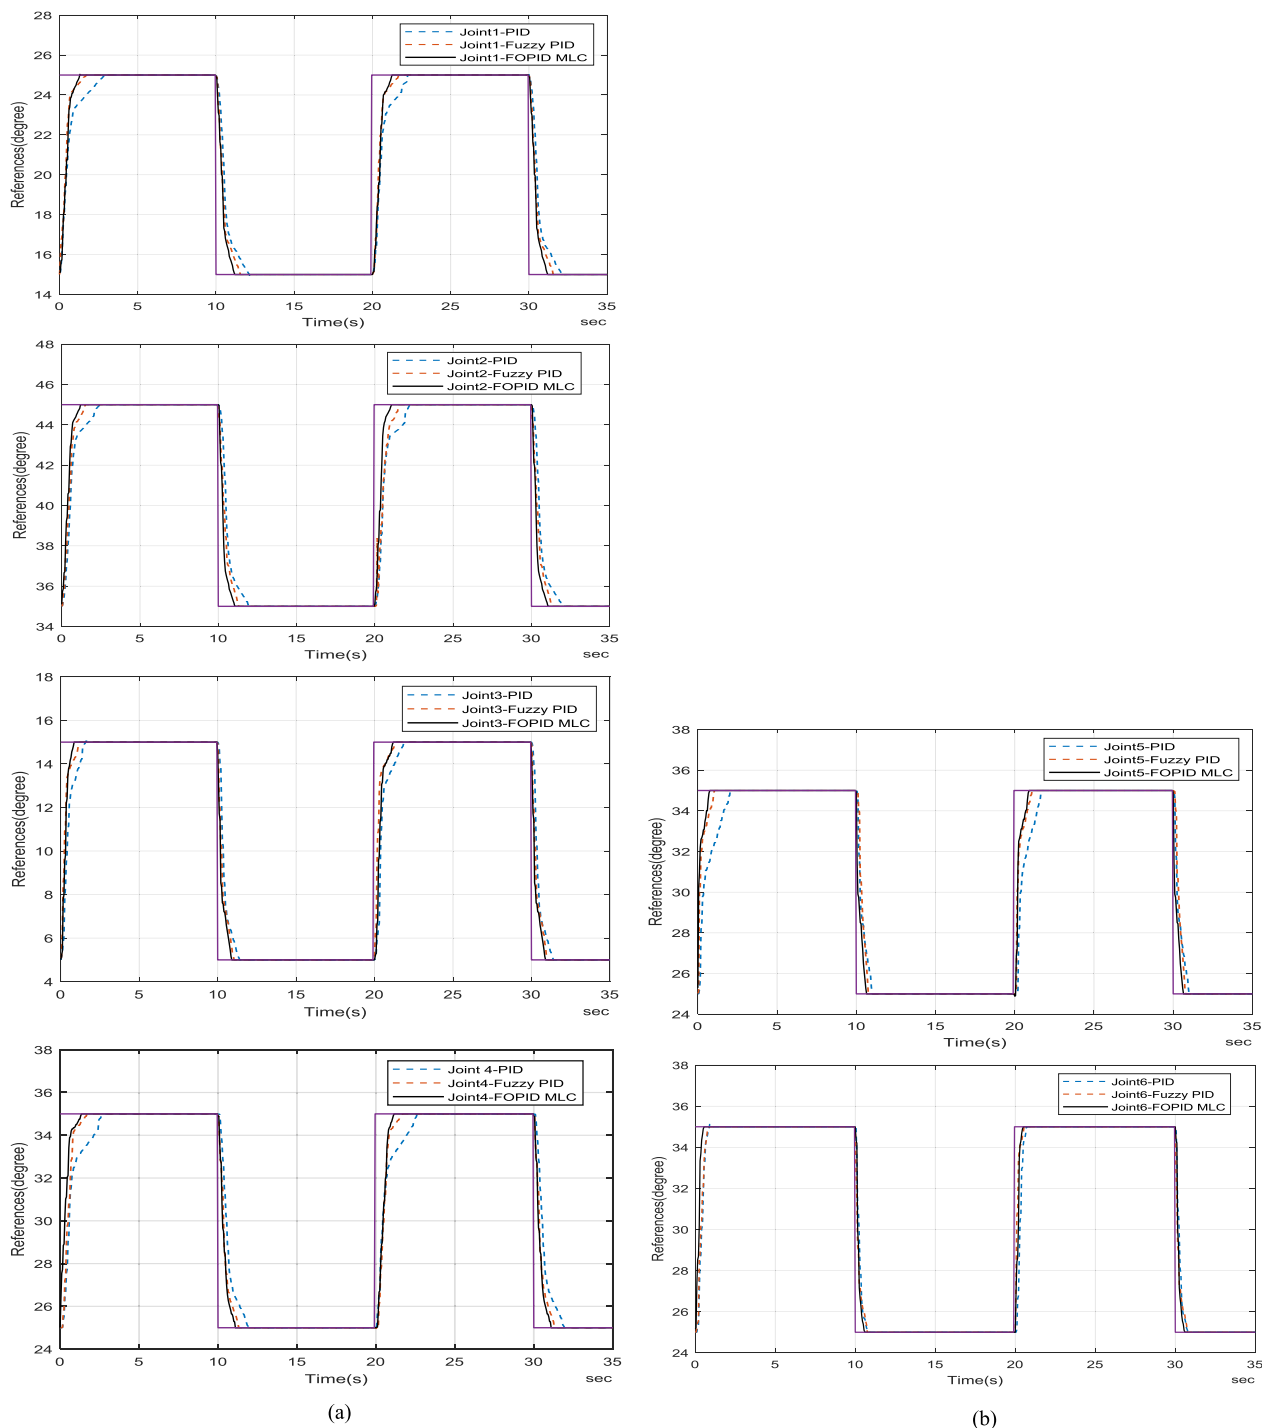 28
26
24
22
20
18
16
14
References(degree)
Joint1-PID
Joint1-Fuzzy PID
Joint1-FOPID MLC
0 5 10 15 20 25 30 35
Time(s)
sec
48
46
44
42
40
38
36
34
References(degree)
Joint2-PID
Joint2-Fuzzy PID
Joint2-FOPID MLC
0 5 10 15 20 25 30 35
Time(s)
sec
18
16
14
12
10
8
6
4
References(degree)
Joint3-PID
Joint3-Fuzzy PID
Joint3-FOPID MLC
0 5 10 15 20 25 30 35
Time(s)
sec
38
36
34
32
30
28
26
24
References(degree)
Joint 4-PID
Joint4-Fuzzy PID
Joint4-FOPID MLC
0 5 10 15 20 25 30 35
Time(s)
sec
(a)
38
36
34
32
30
28
26
24
References(degree)
Joint5-PID
Joint5-Fuzzy PID
Joint5-FOPID MLC
0 5 10 15 20 25 30 35
Time(s)
sec
38
36
34
32
30
28
26
24
References(degree)
Joint6-PID
Joint6-Fuzzy PID
Joint6-FOPID MLC
0 5 10 15 20 25 30 35
Time(s)
sec
(b)